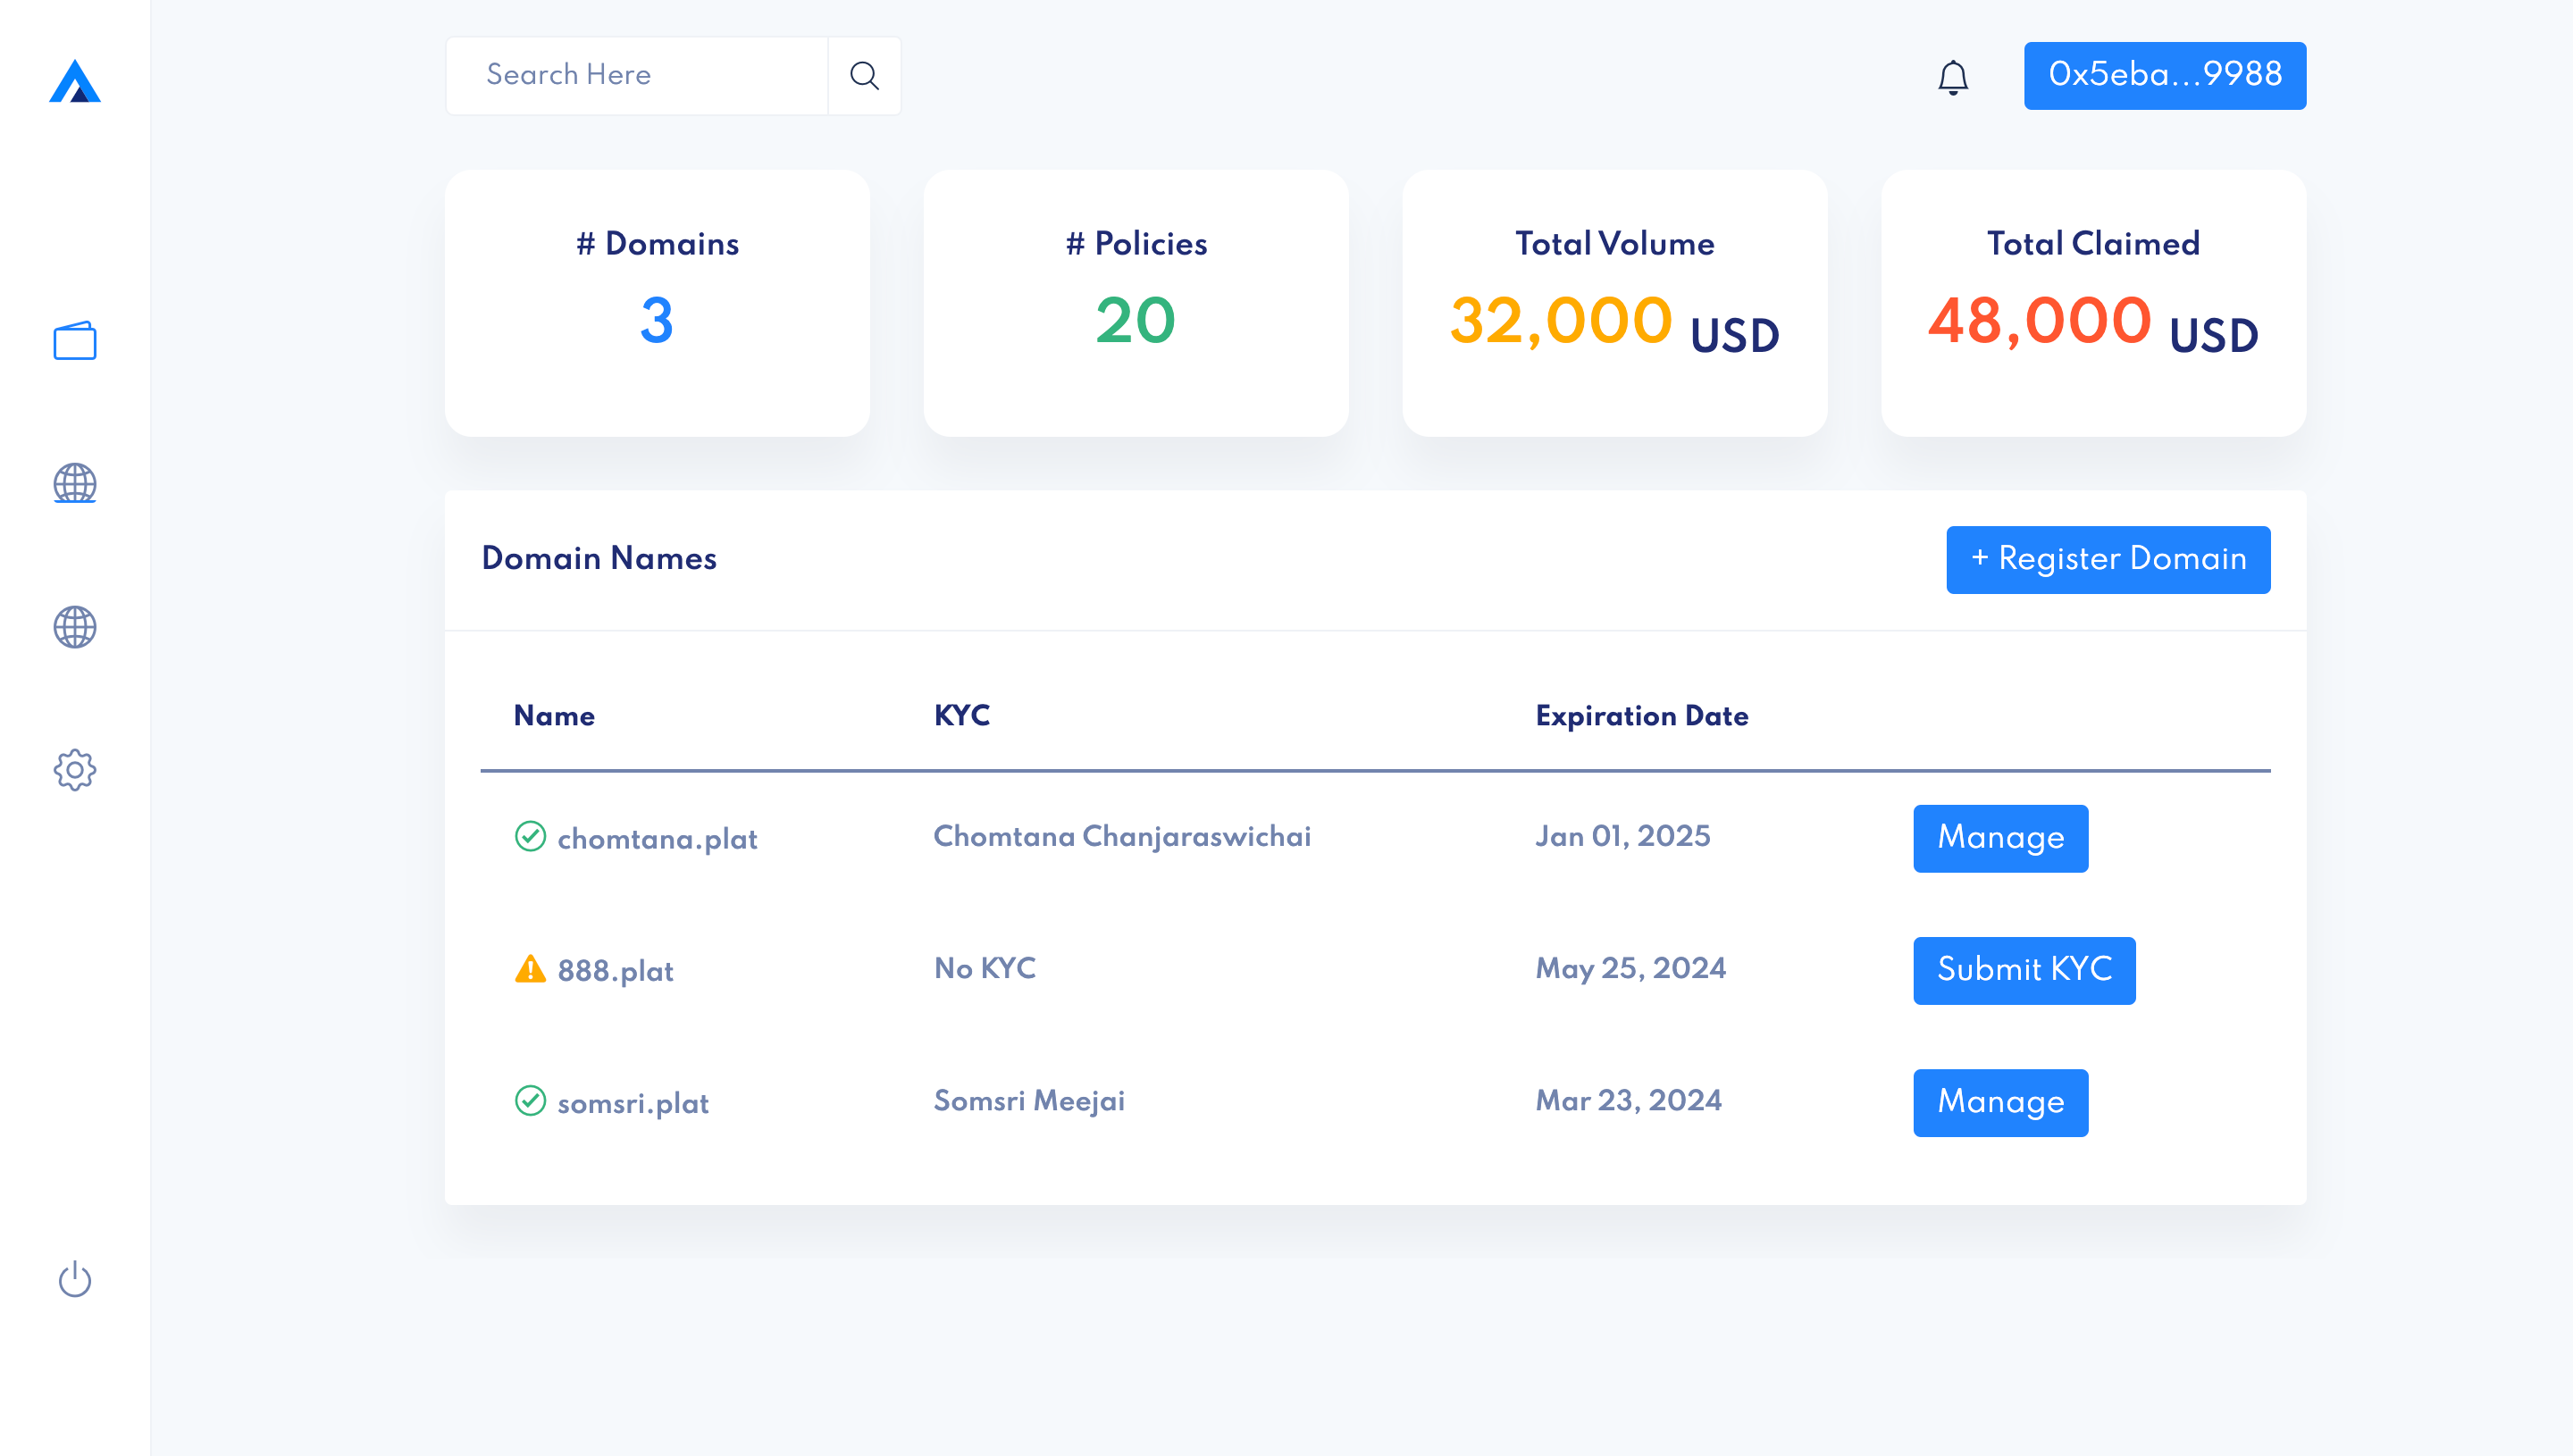 Search Here
0x5eba...9988
# Domains
3
# Policies
20
Total Volume
32,000 USD
Total Claimed
48,000 USD
Domain Names
+ Register Domain
Name KYC Expiration Date
chomtana.plat Chomtana Chanjaraswichai Jan 01, 2025 Manage
888.plat No KYC May 25, 2024 Submit KYC
somsri.plat Somsri Meejai Mar 23, 2024 Manage